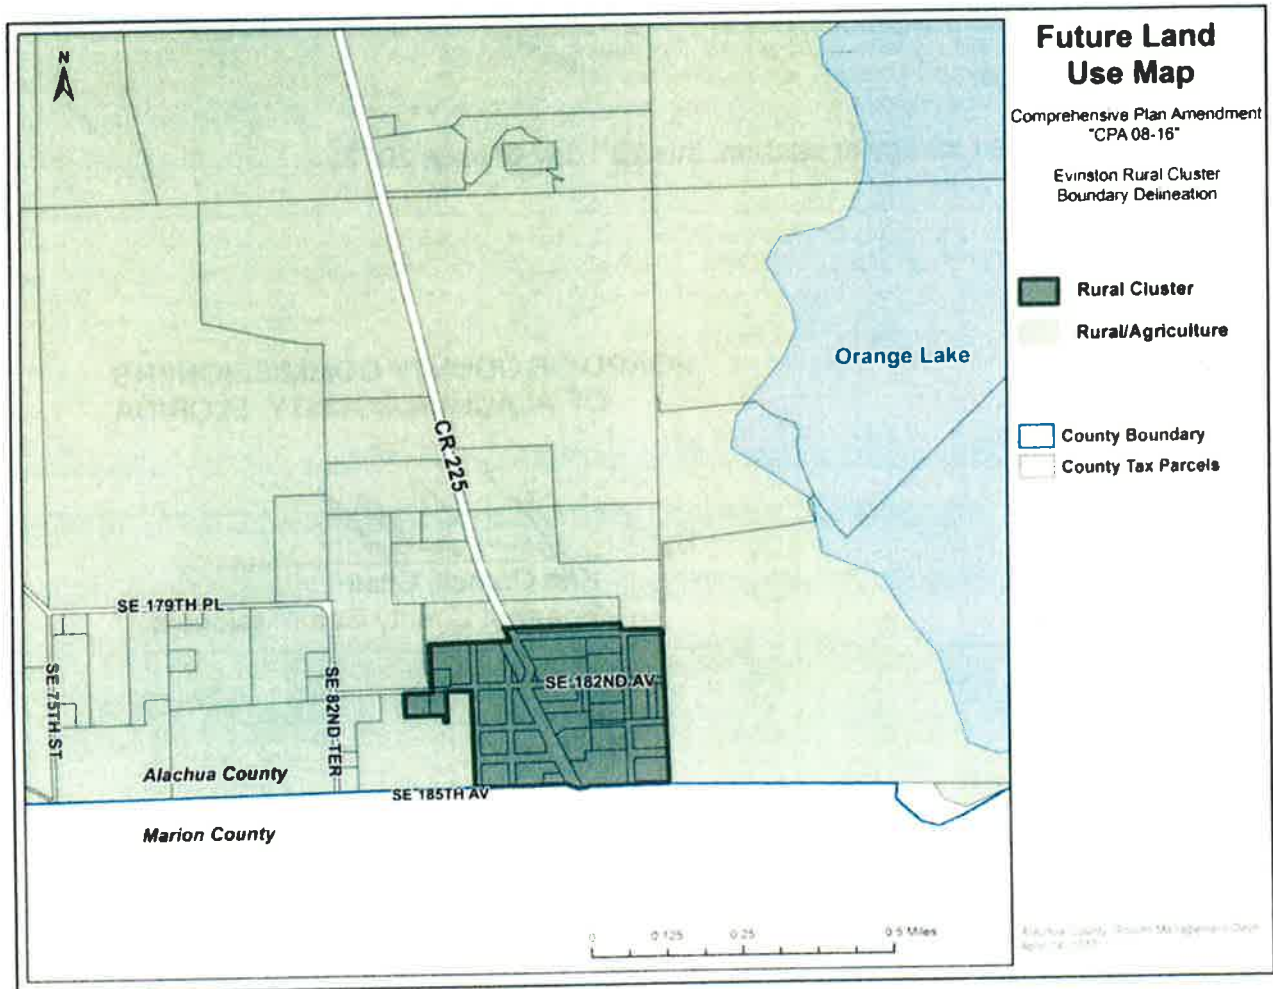 Future Land
Use Map
Comprehensive Plan Amendment
"CPA 08-16"
Evinston Rural Cluster
Boundary Delineation
Rural Cluster
Rural/Agriculture
County Boundary
County Tax Parcels
N
Orange Lake
CR 225
SE 179TH PL
SE 75TH ST
SE 82ND TER
SE 182ND AV
Alachua County
SE 185TH AV
Marion County
0
0.125
0.25
0.5 Miles
Alachua County